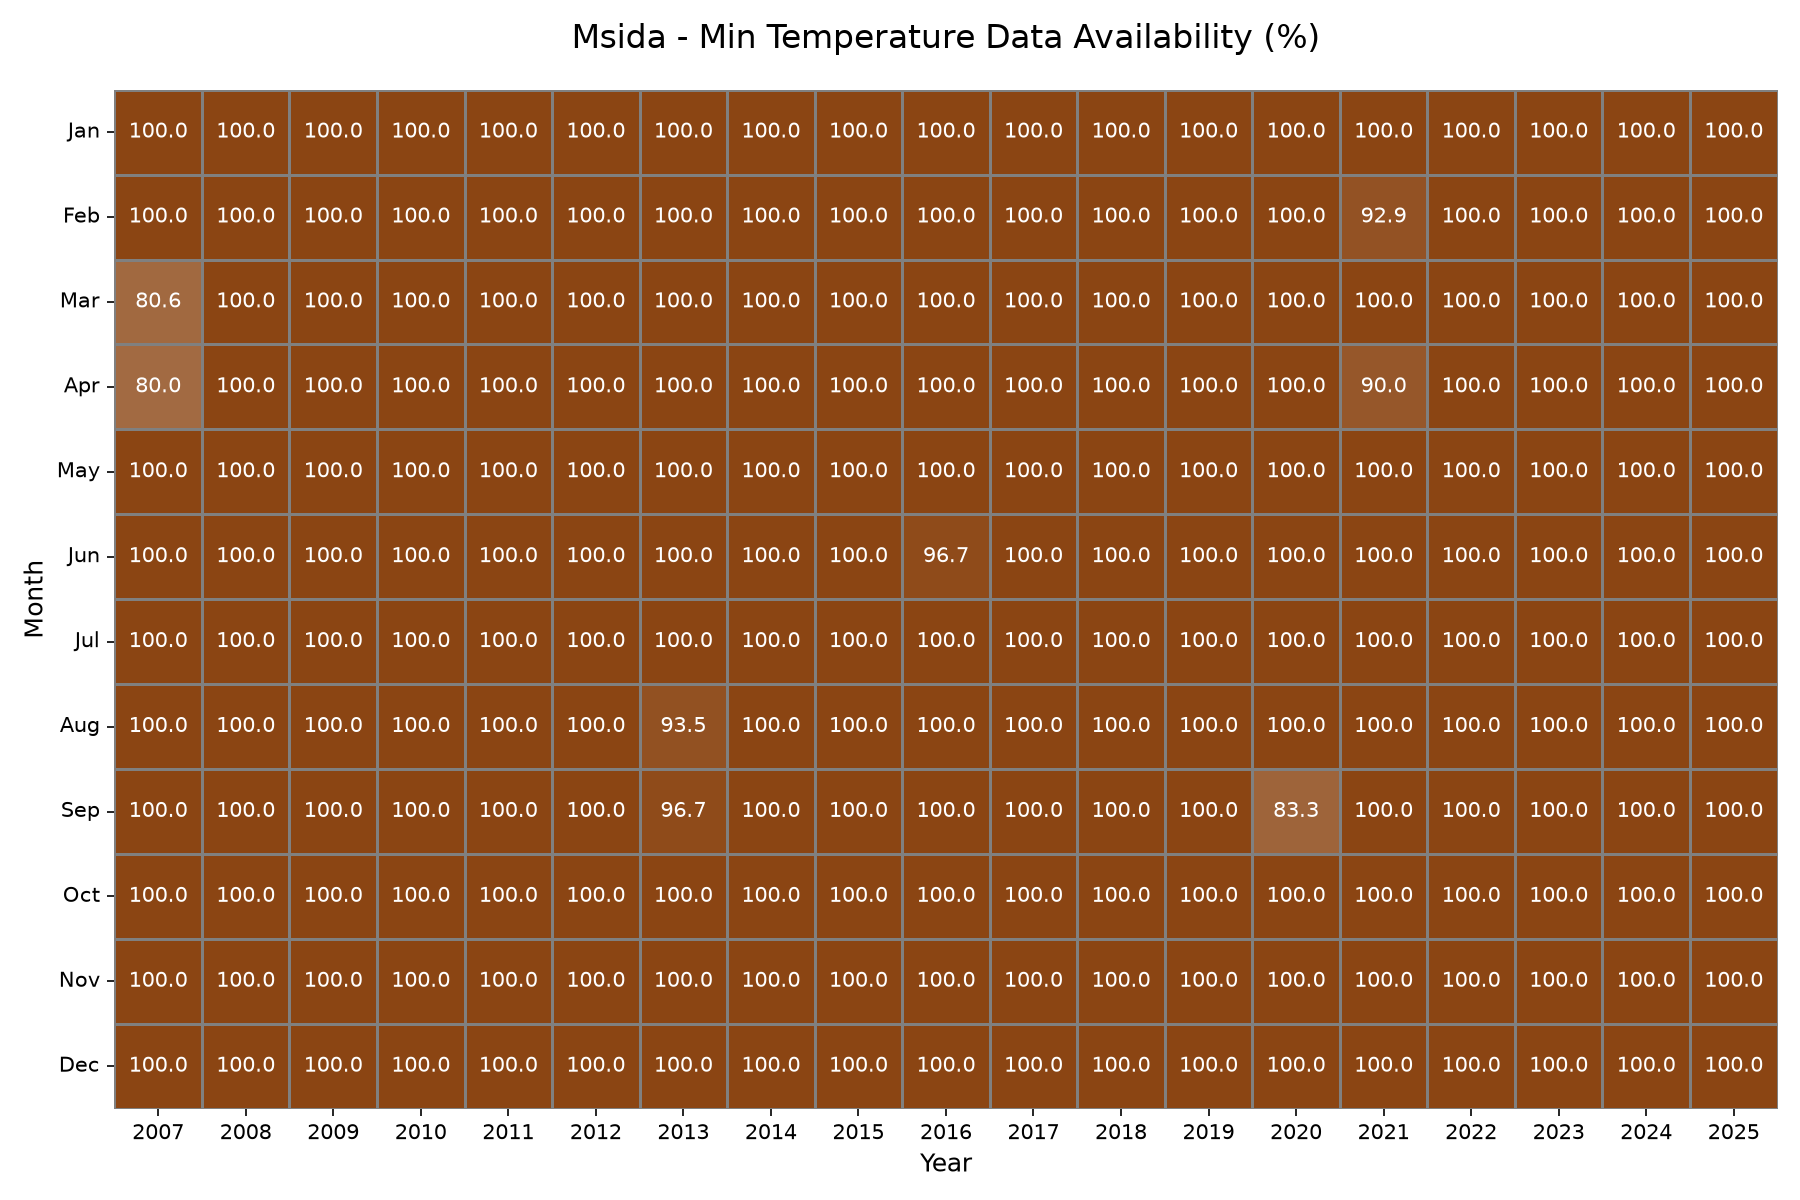 Msida - Min Temperature Data Availability (%)
Jan 100.0 100.0 100.0 100.0 100.0 100.0 100.0 100.0 100.0 100.0 100.0 100.0 100.0 100.0 100.0 100.0 100.0 100.0 100.0
Feb 100.0 100.0 100.0 100.0 100.0 100.0 100.0 100.0 100.0 100.0 100.0 100.0 100.0 100.0 92.9 100.0 100.0 100.0 100.0
Mar 80.6 100.0 100.0 100.0 100.0 100.0 100.0 100.0 100.0 100.0 100.0 100.0 100.0 100.0 100.0 100.0 100.0 100.0 100.0
Apr 80.0 100.0 100.0 100.0 100.0 100.0 100.0 100.0 100.0 100.0 100.0 100.0 100.0 100.0 90.0 100.0 100.0 100.0 100.0
May 100.0 100.0 100.0 100.0 100.0 100.0 100.0 100.0 100.0 100.0 100.0 100.0 100.0 100.0 100.0 100.0 100.0 100.0 100.0
Jun 100.0 100.0 100.0 100.0 100.0 100.0 100.0 100.0 100.0 96.7 100.0 100.0 100.0 100.0 100.0 100.0 100.0 100.0 100.0
Jul 100.0 100.0 100.0 100.0 100.0 100.0 100.0 100.0 100.0 100.0 100.0 100.0 100.0 100.0 100.0 100.0 100.0 100.0 100.0
Aug 100.0 100.0 100.0 100.0 100.0 100.0 93.5 100.0 100.0 100.0 100.0 100.0 100.0 100.0 100.0 100.0 100.0 100.0 100.0
Sep 100.0 100.0 100.0 100.0 100.0 100.0 96.7 100.0 100.0 100.0 100.0 100.0 100.0 83.3 100.0 100.0 100.0 100.0 100.0
Oct 100.0 100.0 100.0 100.0 100.0 100.0 100.0 100.0 100.0 100.0 100.0 100.0 100.0 100.0 100.0 100.0 100.0 100.0 100.0
Nov 100.0 100.0 100.0 100.0 100.0 100.0 100.0 100.0 100.0 100.0 100.0 100.0 100.0 100.0 100.0 100.0 100.0 100.0 100.0
Dec 100.0 100.0 100.0 100.0 100.0 100.0 100.0 100.0 100.0 100.0 100.0 100.0 100.0 100.0 100.0 100.0 100.0 100.0 100.0
2007 2008 2009 2010 2011 2012 2013 2014 2015 2016 2017 2018 2019 2020 2021 2022 2023 2024 2025
Year
Month